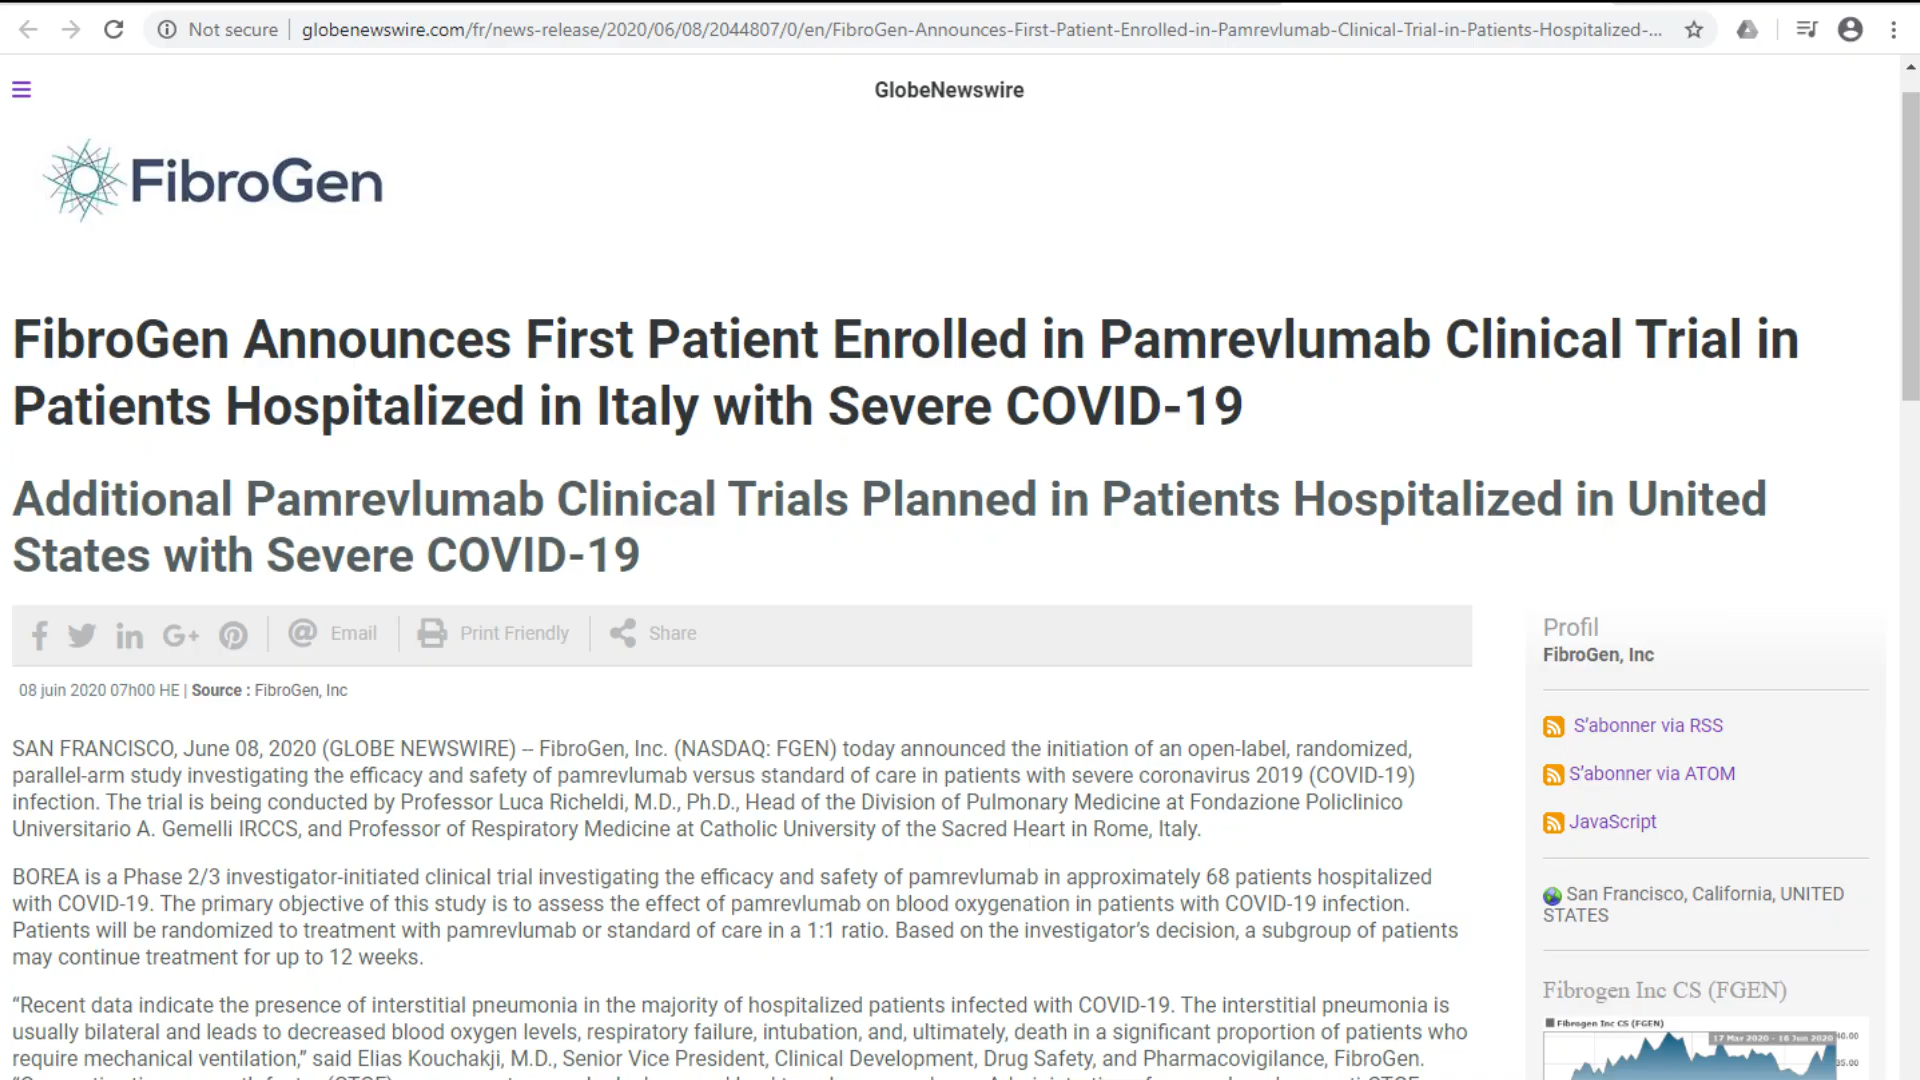 Not secure | globenewswire.com/fr/news-release/2020/06/08/2044807/0/en/FibroGen-Announces-First-Patient-Enrolled-in-Pamrevlumab-Clinical-Trial-in-Patients-Hospitalized-...
GlobeNewswire
FibroGen
FibroGen Announces First Patient Enrolled in Pamrevlumab Clinical Trial in
Patients Hospitalized in Italy with Severe COVID-19
Additional Pamrevlumab Clinical Trials Planned in Patients Hospitalized in United
States with Severe COVID-19
Email
Print Friendly
Share
08 juin 2020 07h00 HE | Source : FibroGen, Inc
SAN FRANCISCO, June 08, 2020 (GLOBE NEWSWIRE) -- FibroGen, Inc. (NASDAQ: FGEN) today announced the initiation of an open-label, randomized,
parallel-arm study investigating the efficacy and safety of pamrevlumab versus standard of care in patients with severe coronavirus 2019 (COVID-19)
infection. The trial is being conducted by Professor Luca Richeldi, M.D., Ph.D., Head of the Division of Pulmonary Medicine at Fondazione Policlinico
Universitario A. Gemelli IRCCS, and Professor of Respiratory Medicine at Catholic University of the Sacred Heart in Rome, Italy.
BOREA is a Phase 2/3 investigator-initiated clinical trial investigating the efficacy and safety of pamrevlumab in approximately 68 patients hospitalized
with COVID-19. The primary objective of this study is to assess the effect of pamrevlumab on blood oxygenation in patients with COVID-19 infection.
Patients will be randomized to treatment with pamrevlumab or standard of care in a 1:1 ratio. Based on the investigator's decision, a subgroup of patients
may continue treatment for up to 12 weeks.
“Recent data indicate the presence of interstitial pneumonia in the majority of hospitalized patients infected with COVID-19. The interstitial pneumonia is
usually bilateral and leads to decreased blood oxygen levels, respiratory failure, intubation, and, ultimately, death in a significant proportion of patients who
require mechanical ventilation,” said Elias Kouchakji, M.D., Senior Vice President, Clinical Development, Drug Safety, and Pharmacovigilance, FibroGen.
Profil
FibroGen, Inc
S'abonner via RSS
S'abonner via ATOM
JavaScript
San Francisco, California, UNITED
STATES
Fibrogen Inc CS (FGEN)
Fibrogen Inc CS (FGEN)
17 Mar 2020 - 16 Jun 2020
40.00
35.00